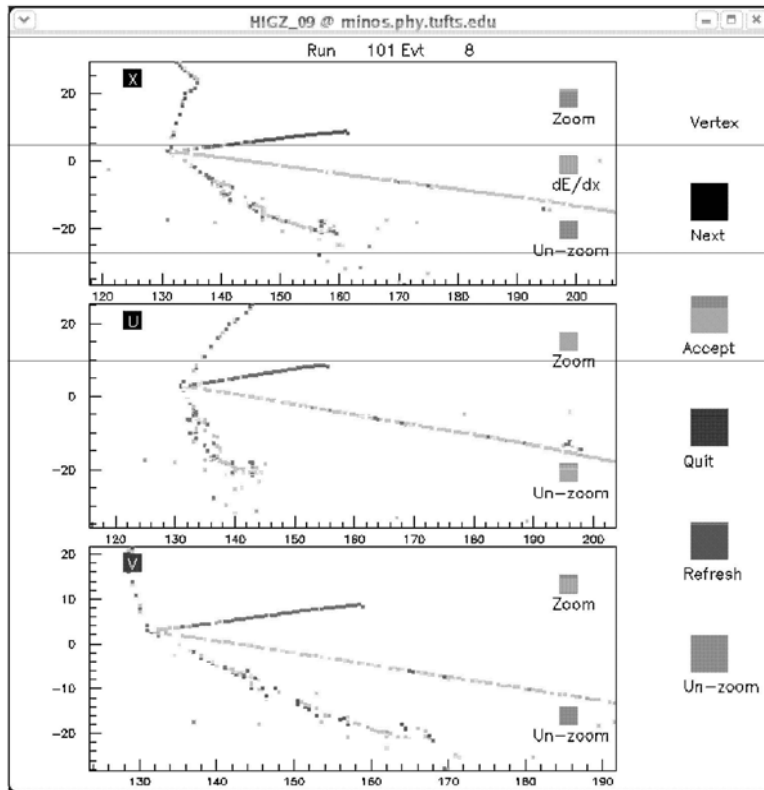 HIGZ_09 @ minos.phy.tufts.edu
Run 101 Evt 8
X
20
0
-20
Zoom
dE/dx
Un-zoom
120 130 140 150 160 170 180 190 200
U
20
0
-20
Zoom
Un-zoom
120 130 140 150 160 170 180 190 200
V
20
10
0
-10
-20
Zoom
Un-zoom
130 140 150 160 170 180 190
Vertex
Next
Accept
Quit
Refresh
Un-zoom